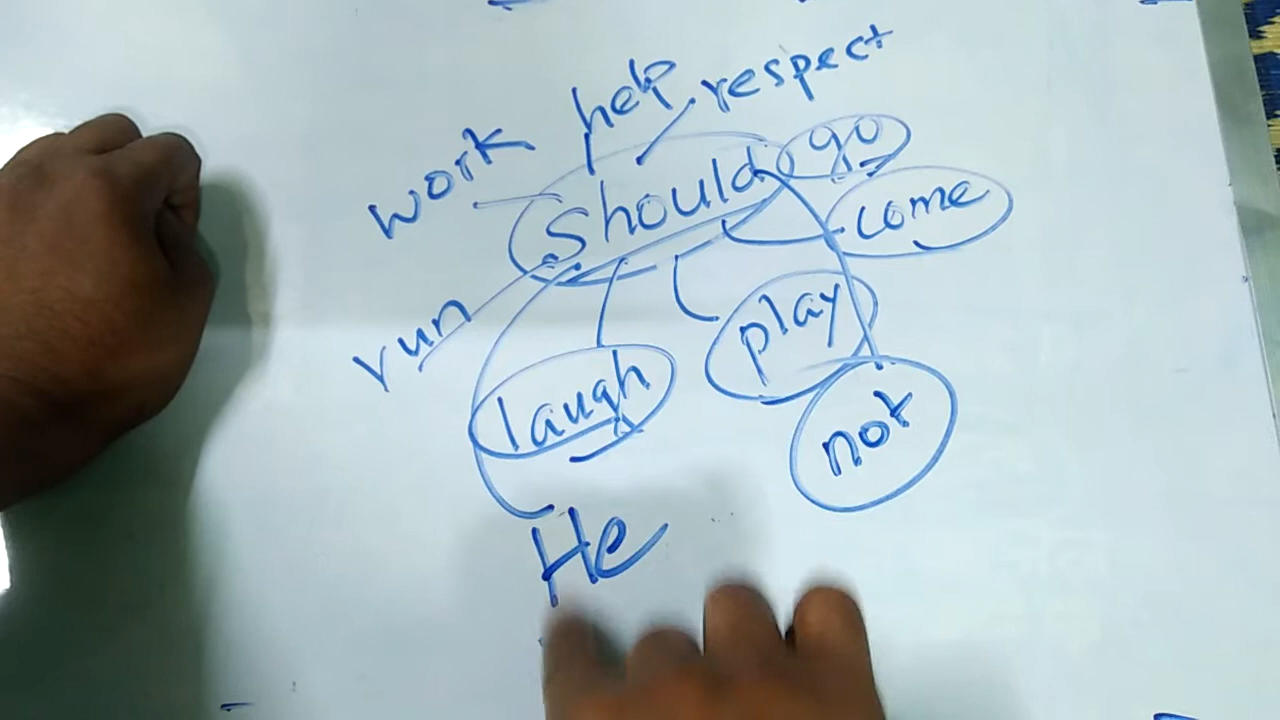 respect
help
work
go
should
come
run
play
laugh
not
He